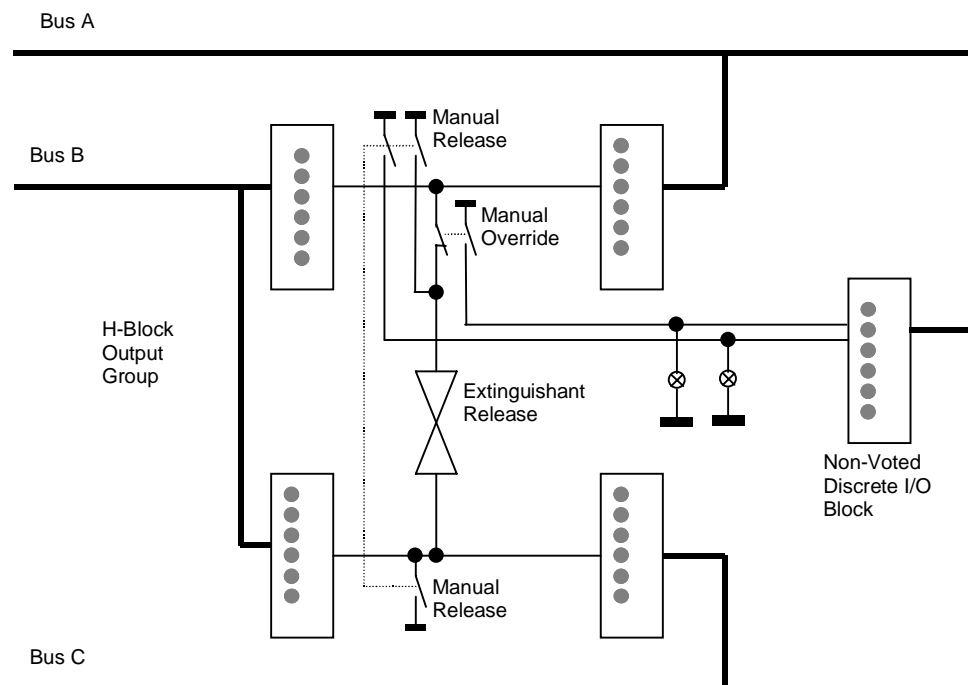 Bus A
Manual
Release
Bus B
Manual
Override
H-Block
Output
Group
Extinguishant
Release
Non-Voted
Discrete I/O
Block
Manual
Release
Bus C